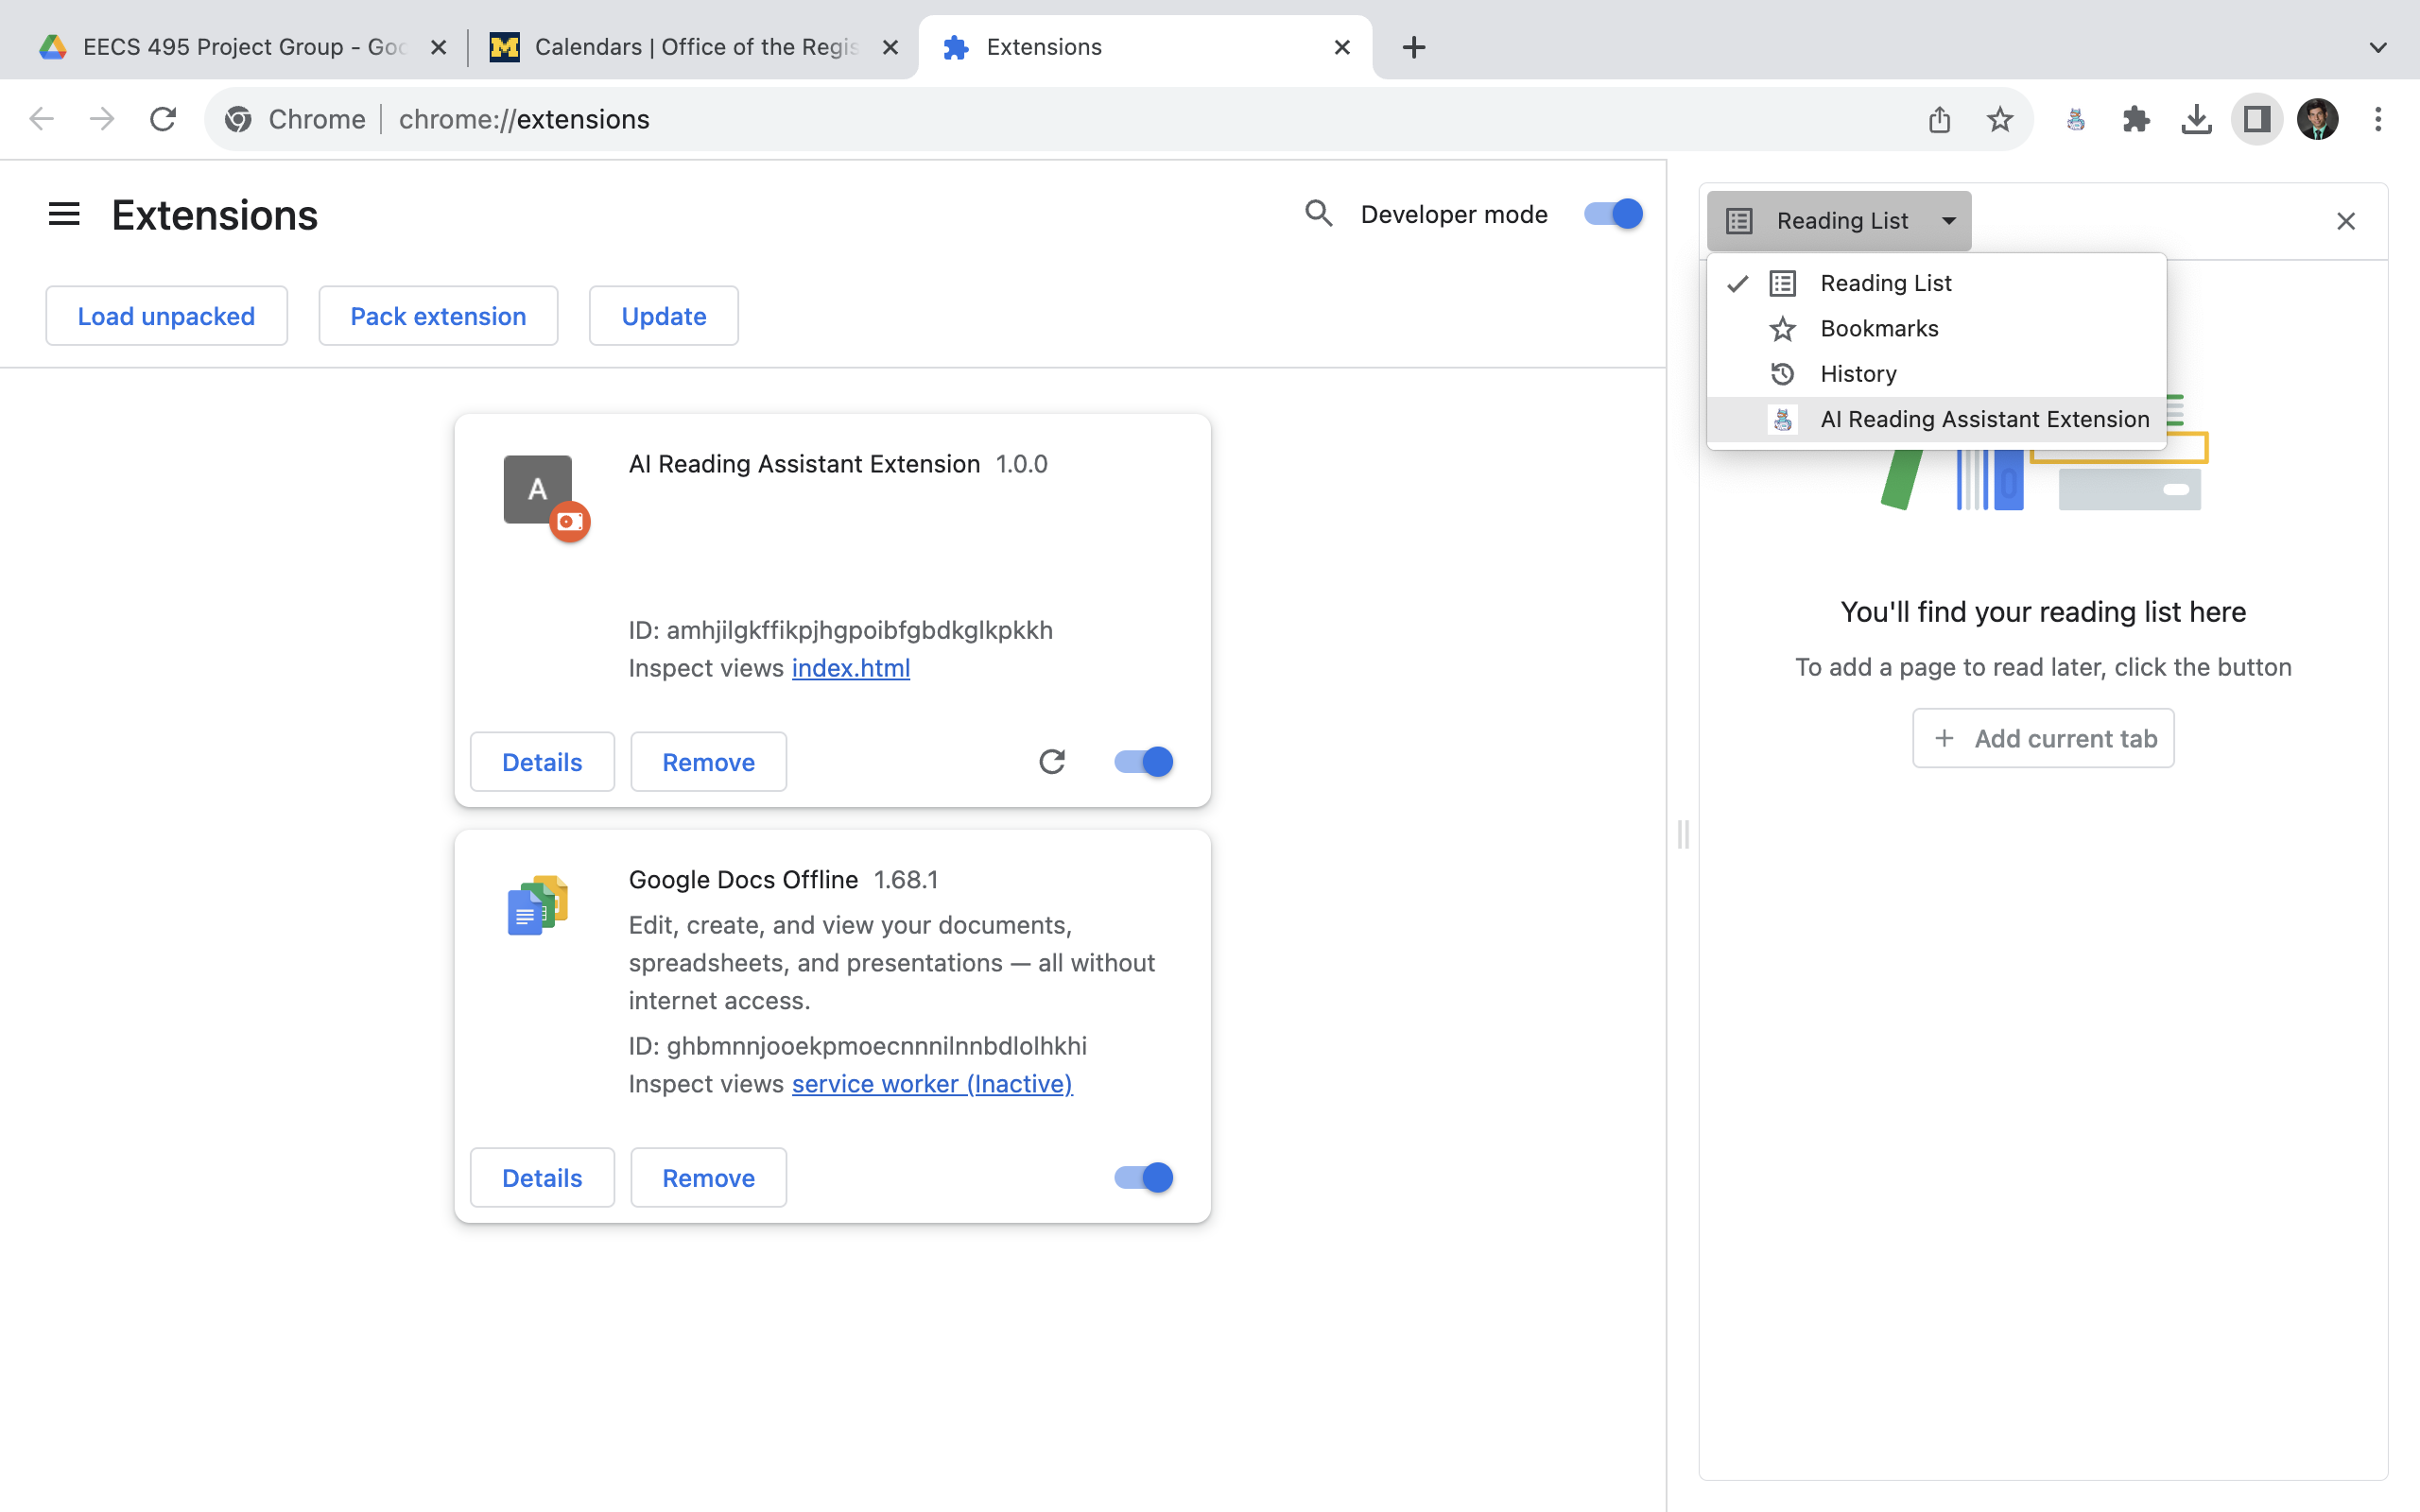 EECS 495 Project Group - Goo
Calendars | Office of the Regis
Extensions
Chrome
chrome://extensions
Extensions
Developer mode
Load unpacked
Pack extension
Update
A
AI Reading Assistant Extension 1.0.0
ID: amhjilgkffikpjhgpoibfgbdkglkpkkh
Inspect views index.html
Details
Remove
Google Docs Offline 1.68.1
Edit, create, and view your documents,
spreadsheets, and presentations — all without
internet access.
ID: ghbmnnjooekpmoecnnnilnnbdlolhkhi
Inspect views service worker (Inactive)
Details
Remove
Reading List
Reading List
Bookmarks
History
AI Reading Assistant Extension
You'll find your reading list here
To add a page to read later, click the button
+ Add current tab